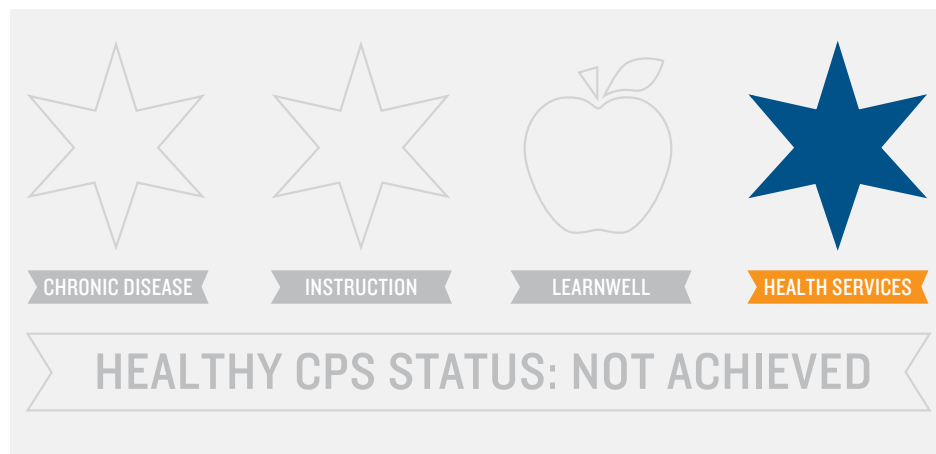 CHRONIC DISEASE
INSTRUCTION
LEARNWELL
HEALTH SERVICES
HEALTHY CPS STATUS: NOT ACHIEVED